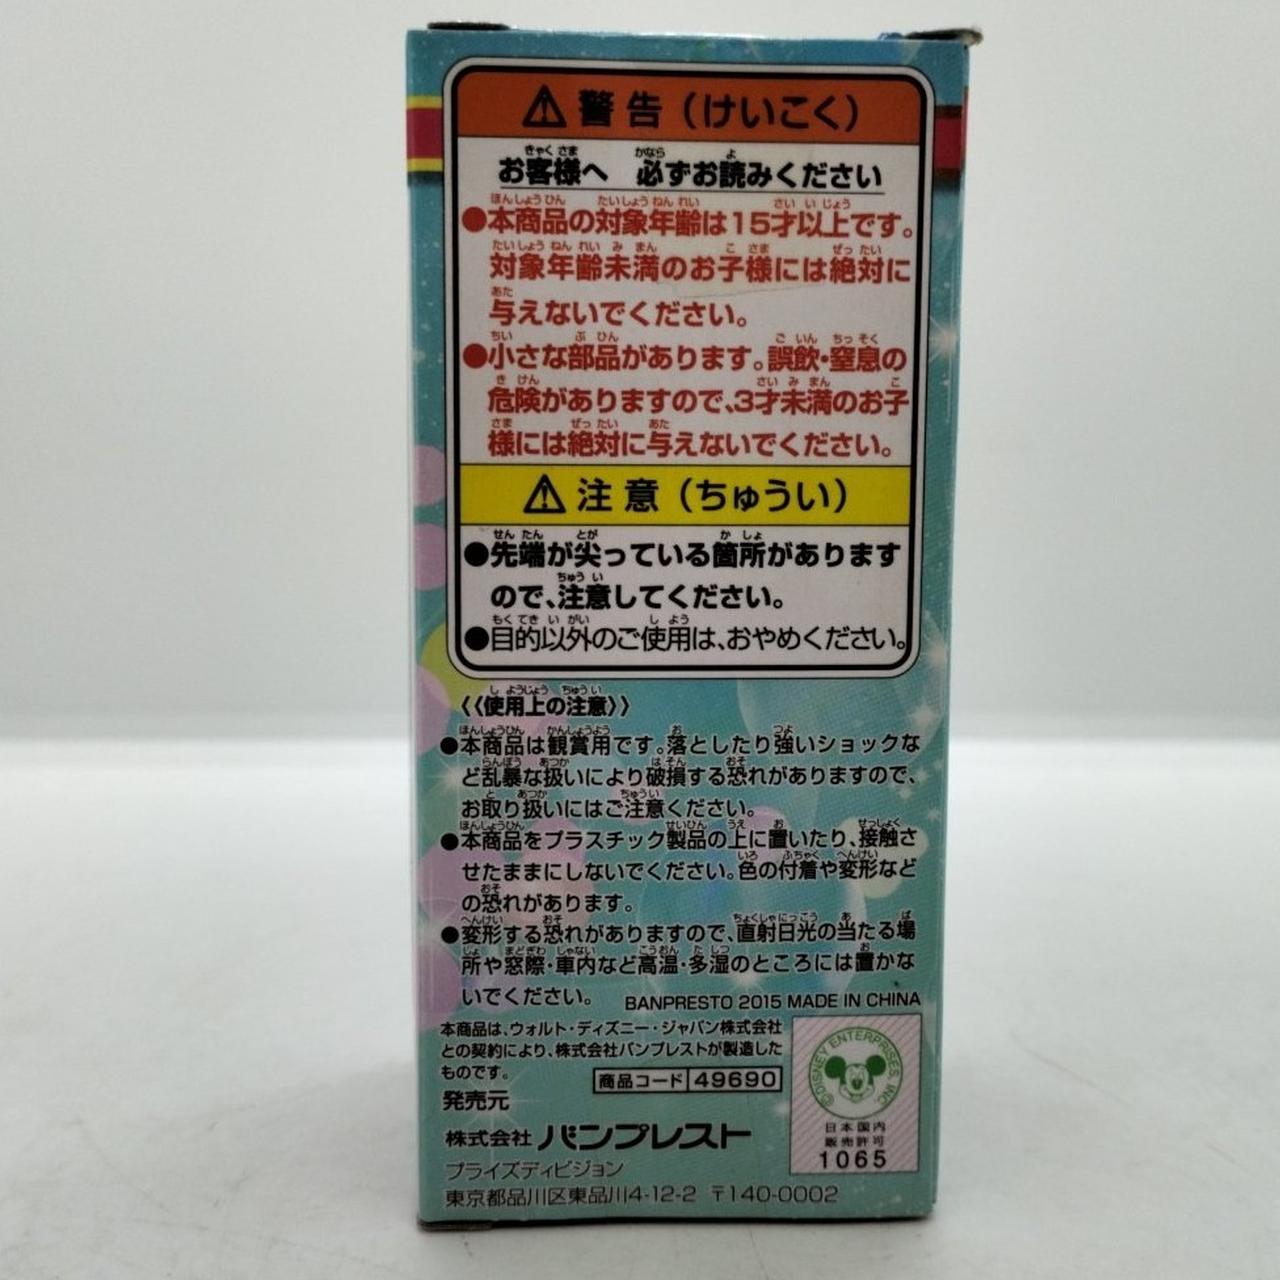 ⚠ 警告（けいこく）
お客様へ 必ずお読みください
●本商品の対象年齢は15才以上です。
対象年齢未満のお子様には絶対に
与えないでください。
●小さな部品があります。誤飲・窒息の
危険がありますので、3才未満のお子
様には絶対に与えないでください。
⚠ 注意（ちゅうい）
●先端が尖っている箇所があります
ので、注意してください。
●目的以外のご使用は、おやめください。
《使用上の注意》
●本商品は観賞用です。落としたり強いショックな
ど乱暴な扱いにより破損する恐れがありますので、
お取り扱いにはご注意ください。
●本商品をプラスチック製品の上に置いたり、接触さ
せたままにしないでください。色の付着や変形など
の恐れがあります。
●変形する恐れがありますので、直射日光の当たる場
所や窓際・車内など高温・多湿のところには置かな
いでください。
BANPRESTO 2015 MADE IN CHINA
本商品は、ウォルト・ディズニー・ジャパン株式会社
との契約により、株式会社バンプレストが製造した
ものです。
商品コード 49690
発売元
株式会社 バンプレスト
プライズディビジョン
東京都品川区東品川4-12-2 〒140-0002
©DISNEY ENTERPRISES, INC
日本国内
販売許可
1065